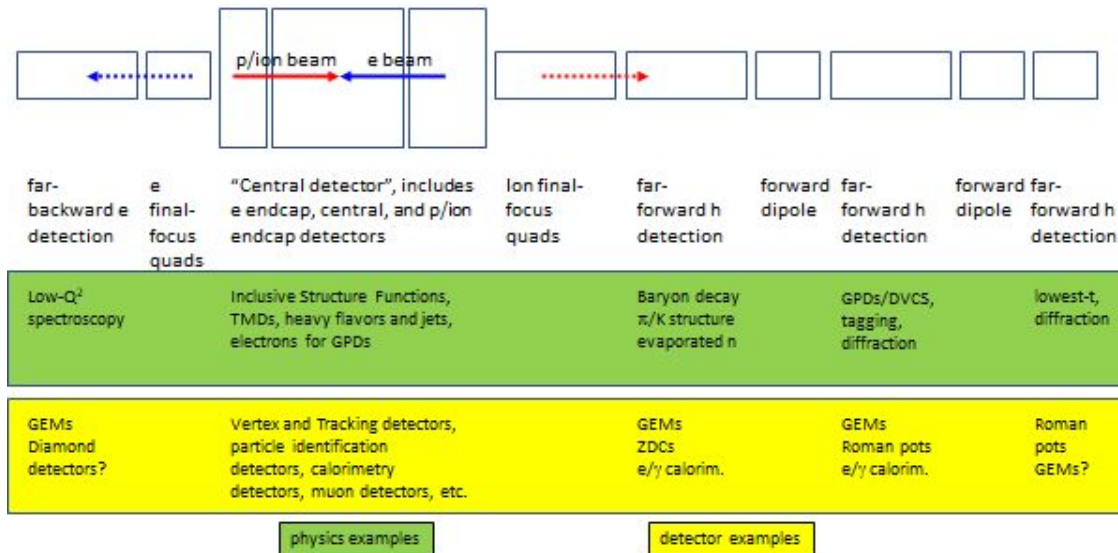 p/ion beam
e beam
far-
backward e
detection
e
final-
focus
quads
“Central detector”, includes
e endcap, central, and p/ion
endcap detectors
Ion final-
focus
quads
far-
forward h
detection
forward
dipole
far-
forward h
detection
forward
dipole
far-
forward h
detection
Low-Q²
spectroscopy
Inclusive Structure Functions,
TMDs, heavy flavors and jets,
electrons for GPDs
Baryon decay
π/K structure
evaporated n
GPDs/DVCS,
tagging,
diffraction
lowest-t,
diffraction
GEMs
Diamond
detectors?
Vertex and Tracking detectors,
particle identification
detectors, calorimetry
detectors, muon detectors, etc.
GEMs
ZDCs
e/γ calorim.
GEMs
Roman pots
e/γ calorim.
Roman
pots
GEMs?
physics examples
detector examples